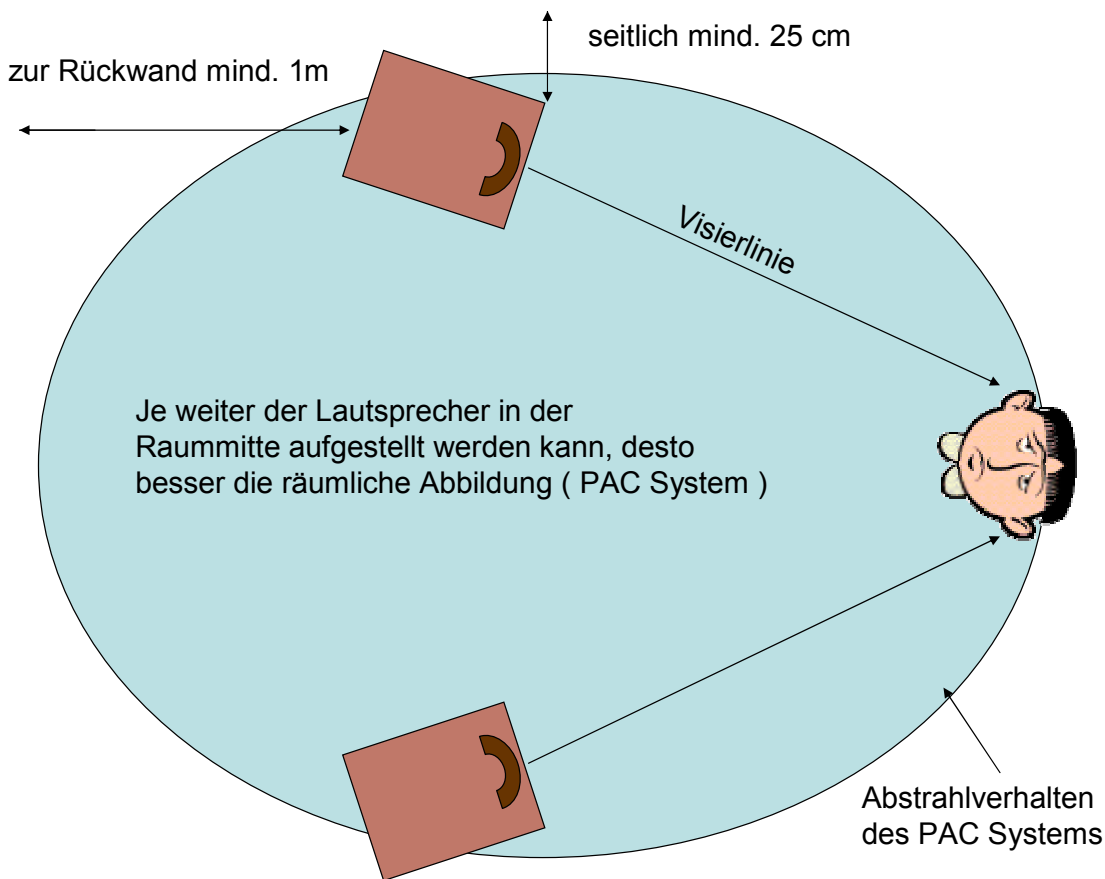 seitlich mind. 25 cm
zur Rückwand mind. 1m
Visierlinie
Je weiter der Lautsprecher in der
Raummitte aufgestellt werden kann, desto
besser die räumliche Abbildung ( PAC System )
Abstrahlverhalten
des PAC Systems